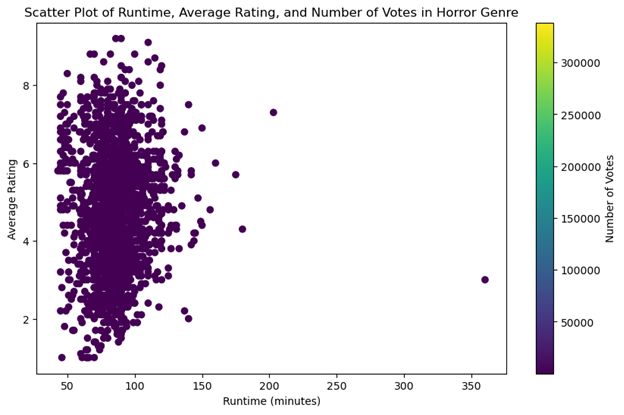 Scatter Plot of Runtime, Average Rating, and Number of Votes in Horror Genre
8
6
4
2
Average Rating
50 100 150 200 250 300 350
Runtime (minutes)
300000
250000
200000
150000
100000
50000
Number of Votes